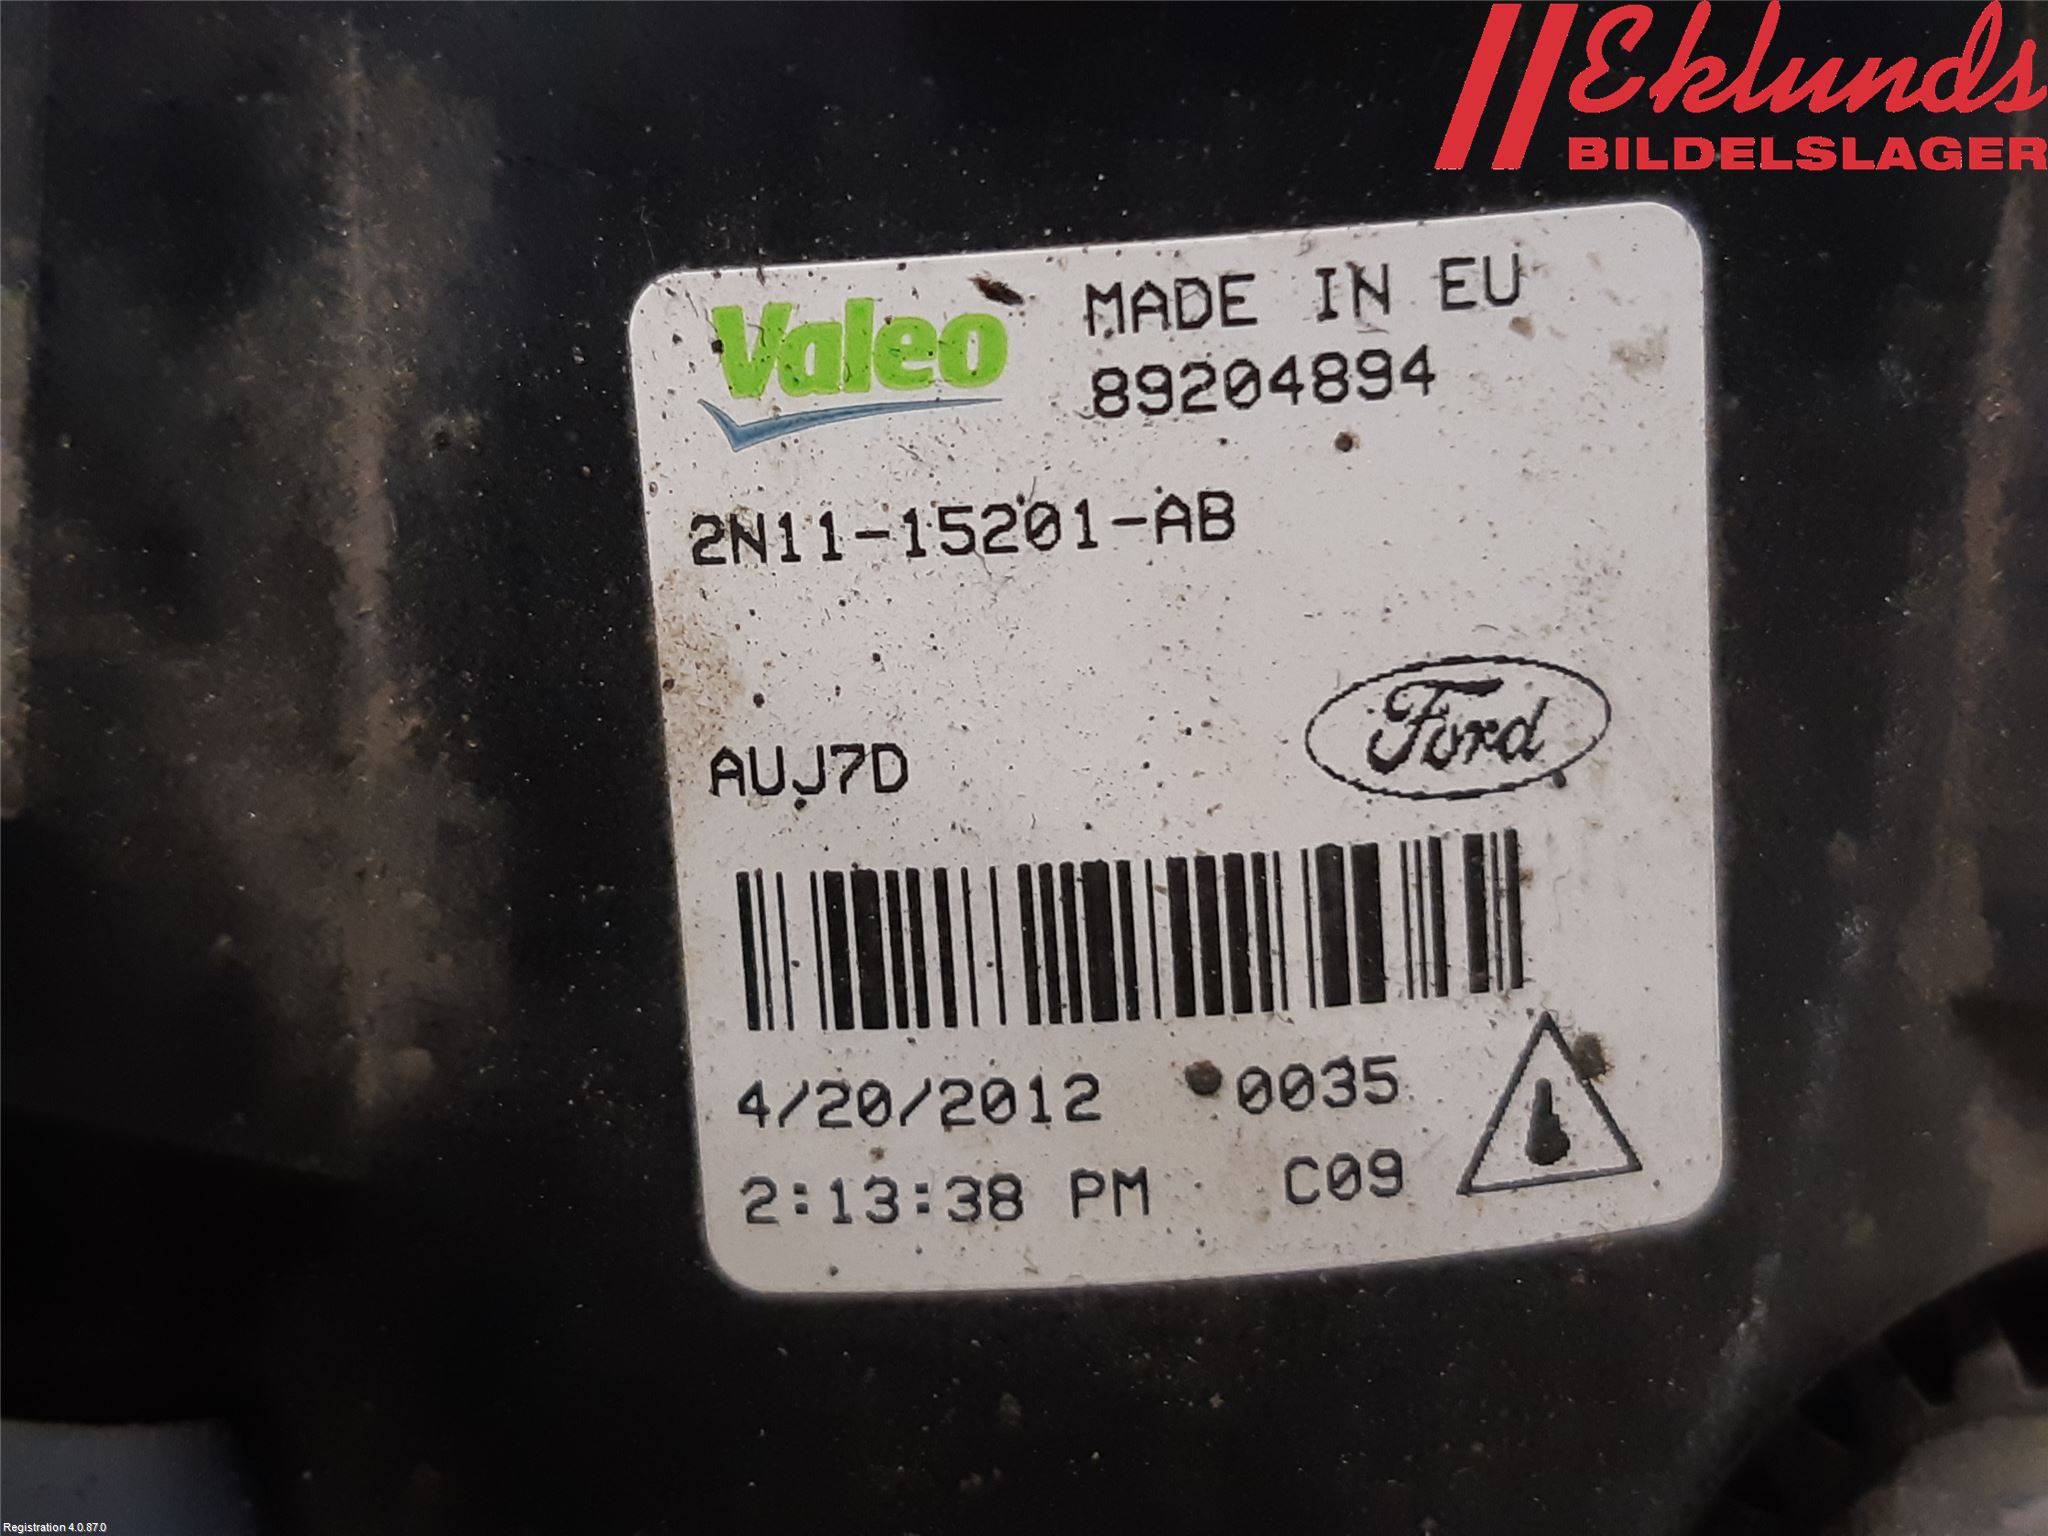 Eklunds
BILDELSLAGER
Valeo
MADE IN EU
89204894
2N11-15201-AB
Ford
AUJ7D
4/20/2012 0035
2:13:38 PM C09
Registration 4.0.87.0